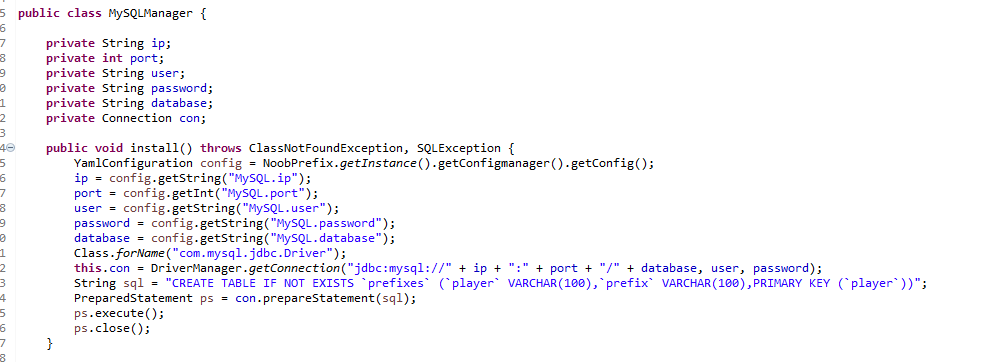 5 public class MySQLManager {
6
7 private String ip;
8 private int port;
9 private String user;
0 private String password;
1 private String database;
2 private Connection con;
3
4 public void install() throws ClassNotFoundException, SQLException {
5 YamlConfiguration config = NoobPrefix.getInstance().getConfigmanager().getConfig();
6 ip = config.getString("MySQL.ip");
7 port = config.getInt("MySQL.port");
8 user = config.getString("MySQL.user");
9 password = config.getString("MySQL.password");
0 database = config.getString("MySQL.database");
1 Class.forName("com.mysql.jdbc.Driver");
2 this.con = DriverManager.getConnection("jdbc:mysql://" + ip + ":" + port + "/" + database, user, password);
3 String sql = "CREATE TABLE IF NOT EXISTS `prefixes` (`player` VARCHAR(100),`prefix` VARCHAR(100),PRIMARY KEY (`player`))";
4 PreparedStatement ps = con.prepareStatement(sql);
5 ps.execute();
6 ps.close();
7 }
8